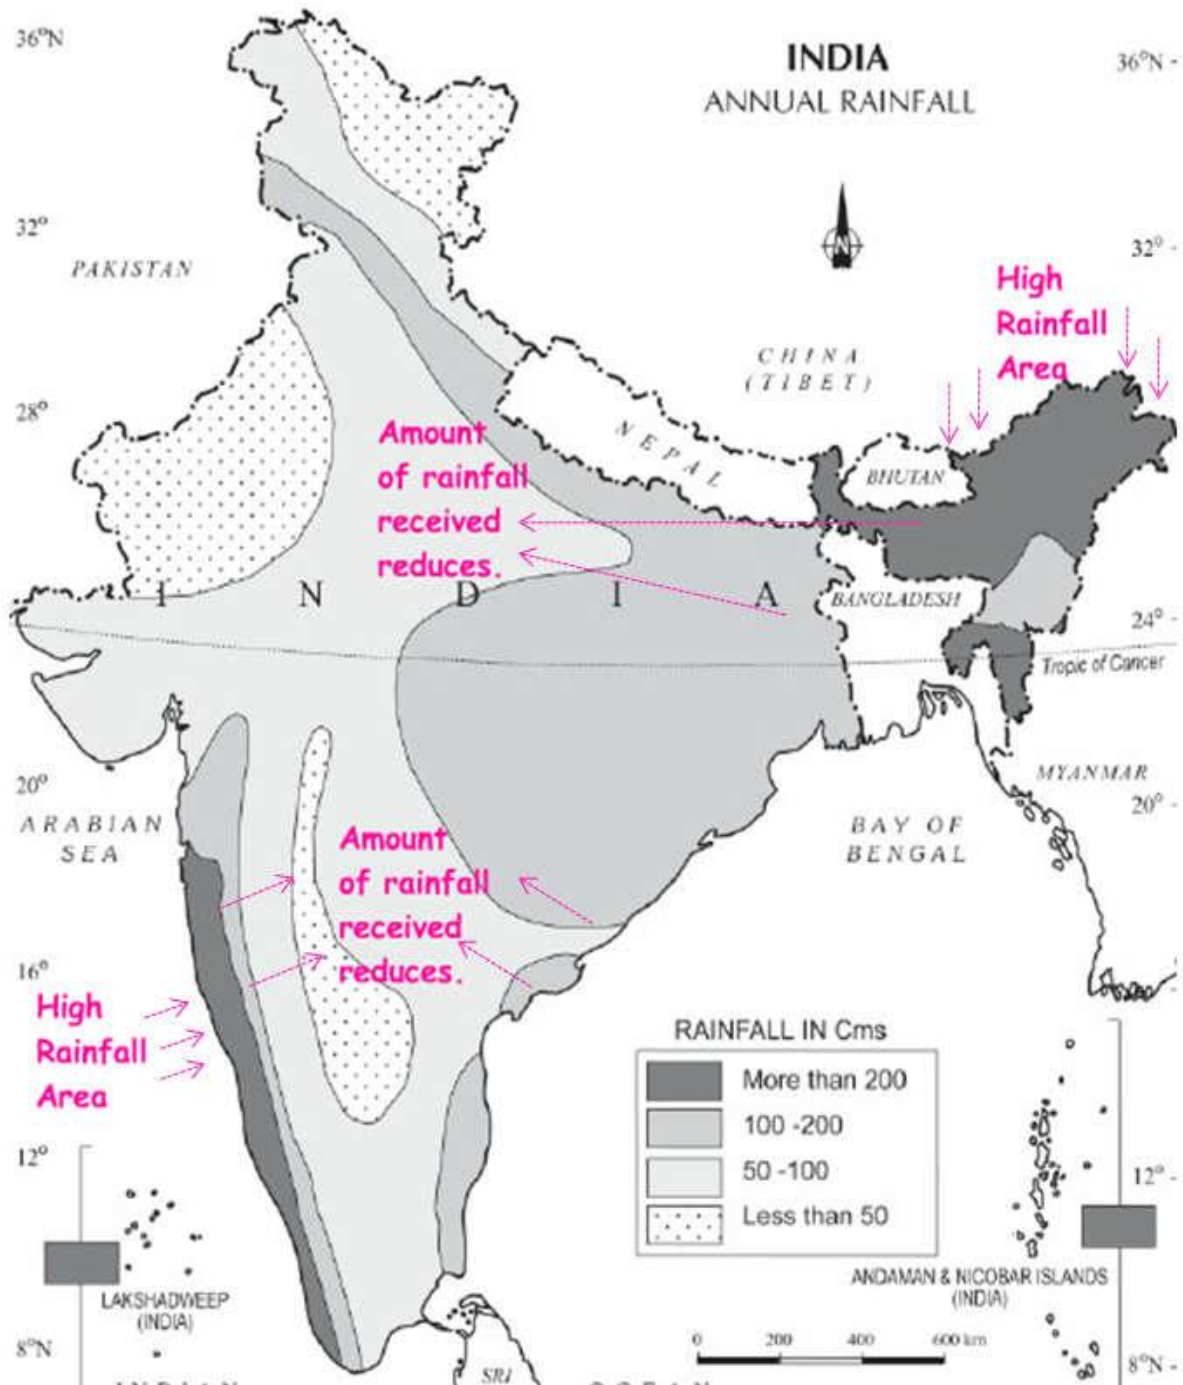 INDIA
ANNUAL RAINFALL
36°N
36°N
32°
32°
PAKISTAN
High
Rainfall
Area
CHINA
(TIBET)
28°
Amount
of rainfall
received
reduces.
NEPAL
BHUTAN
BANGLADESH
I N D I A
24°
Tropic of Cancer
20°
20°
MYANMAR
ARABIAN
SEA
BAY OF
BENGAL
Amount
of rainfall
received
reduces.
16°
High
Rainfall
Area
RAINFALL IN Cms
More than 200
100 -200
50 -100
Less than 50
12°
12°
LAKSHADWEEP
(INDIA)
ANDAMAN & NICOBAR ISLANDS
(INDIA)
0 200 400 600 km
8°N
8°N
SRI